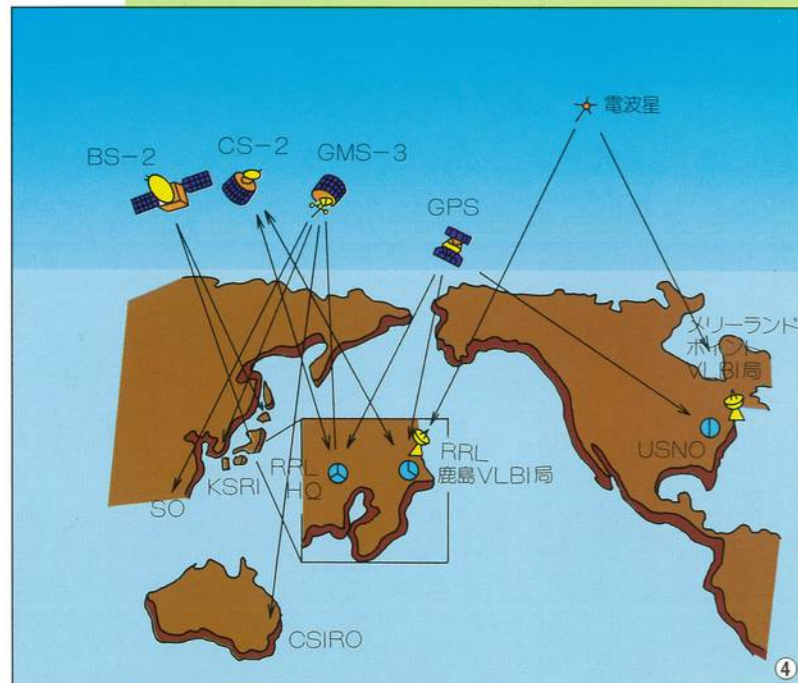 電波星
BS-2
CS-2
GMS-3
GPS
メリーランド
ポイント
VLBI局
USNO
RRL
HQ
RRL
鹿島VLBI局
KSRI
SO
CSIRO
④